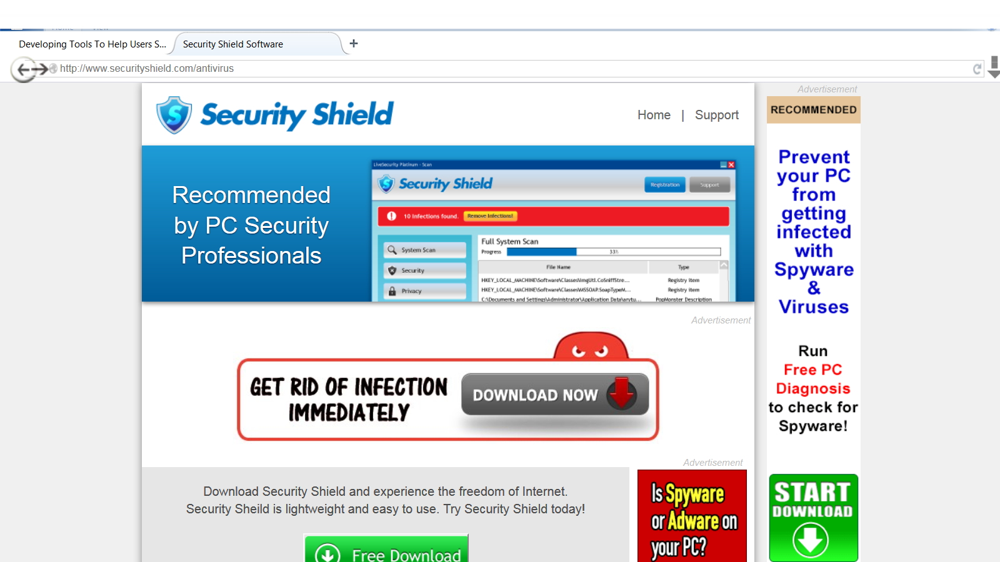 Developing Tools To Help Users S...
Security Shield Software
+
http://www.securityshield.com/antivirus
Advertisement
Security Shield
Home | Support
RECOMMENDED
Recommended
by PC Security
Professionals
LiveSecurity Platinum - Scan
Security Shield
Registration
Support
10 Infections found.
Remove Infections!
System Scan
Security
Privacy
Full System Scan
Progress
33%
File Name
Type
HKEY_LOCAL_MACHINE\Software\Classes\ImgUtl.CoSniffStre...
Registry Item
HKEY_LOCAL_MACHINE\Software\Classes\MSSOAP.SoapTypeM...
Registry Item
C:\Documents and Settings\Administrator\Application Data\arytu...
PopMonster Description
Prevent
your PC
from
getting
infected
with
Spyware
&
Viruses
Run
Free PC
Diagnosis
to check for
Spyware!
START
DOWNLOAD
Advertisement
GET RID OF INFECTION
IMMEDIATELY
DOWNLOAD NOW
Advertisement
Download Security Shield and experience the freedom of Internet.
Security Sheild is lightweight and easy to use. Try Security Shield today!
Free Download
Is Spyware
or Adware on
your PC?